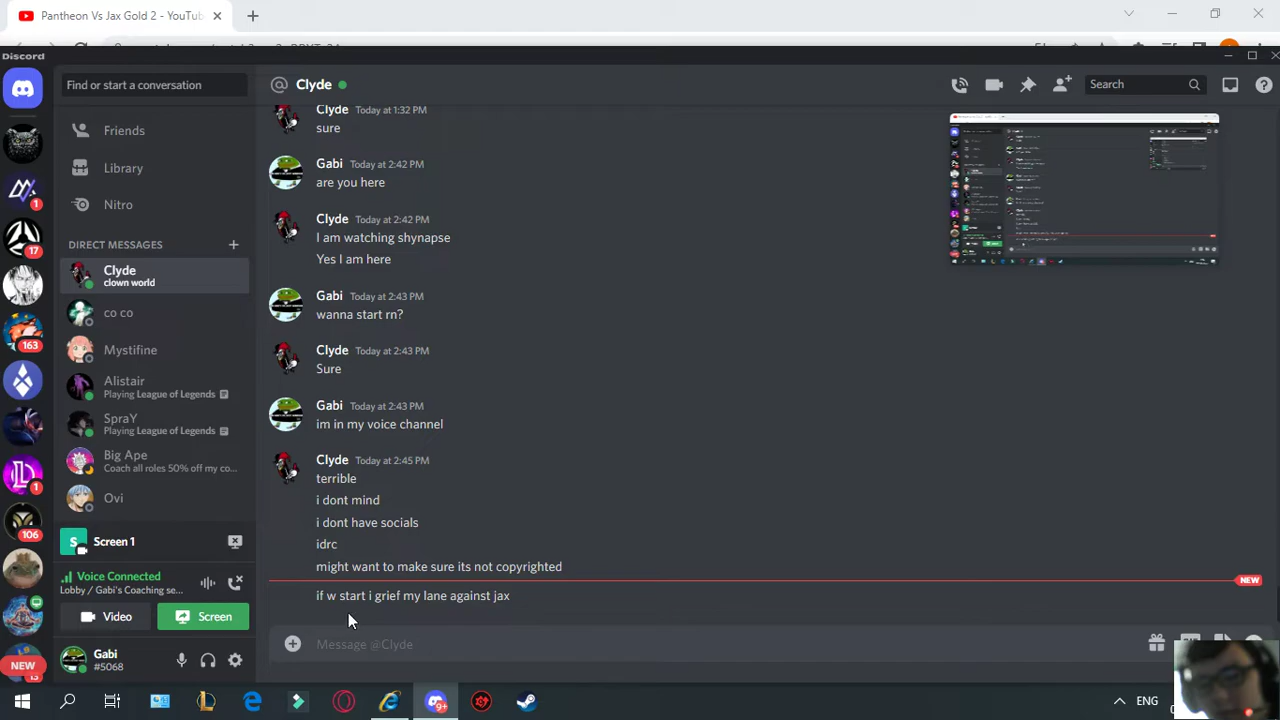 Pantheon Vs Jax Gold 2 - YouTub
Discord
Find or start a conversation
Clyde
Search
Friends
Library
Nitro
DIRECT MESSAGES
Clyde
clown world
co co
Mystifine
Alistair
Playing League of Legends
SpraY
Playing League of Legends
Big Ape
Coach all roles 50% off my co...
Ovi
Screen 1
Voice Connected
Lobby / Gabi's Coaching se...
Video
Screen
Gabi
#5068
1
17
163
1
106
NEW
Clyde Today at 1:32 PM
sure
Gabi Today at 2:42 PM
are you here
Clyde Today at 2:42 PM
I am watching shynapse
Yes I am here
Gabi Today at 2:43 PM
wanna start rn?
Clyde Today at 2:43 PM
Sure
Gabi Today at 2:43 PM
im in my voice channel
Clyde Today at 2:45 PM
terrible
i dont mind
i dont have socials
idrc
might want to make sure its not copyrighted
NEW
if w start i grief my lane against jax
Message @Clyde
9+
ENG